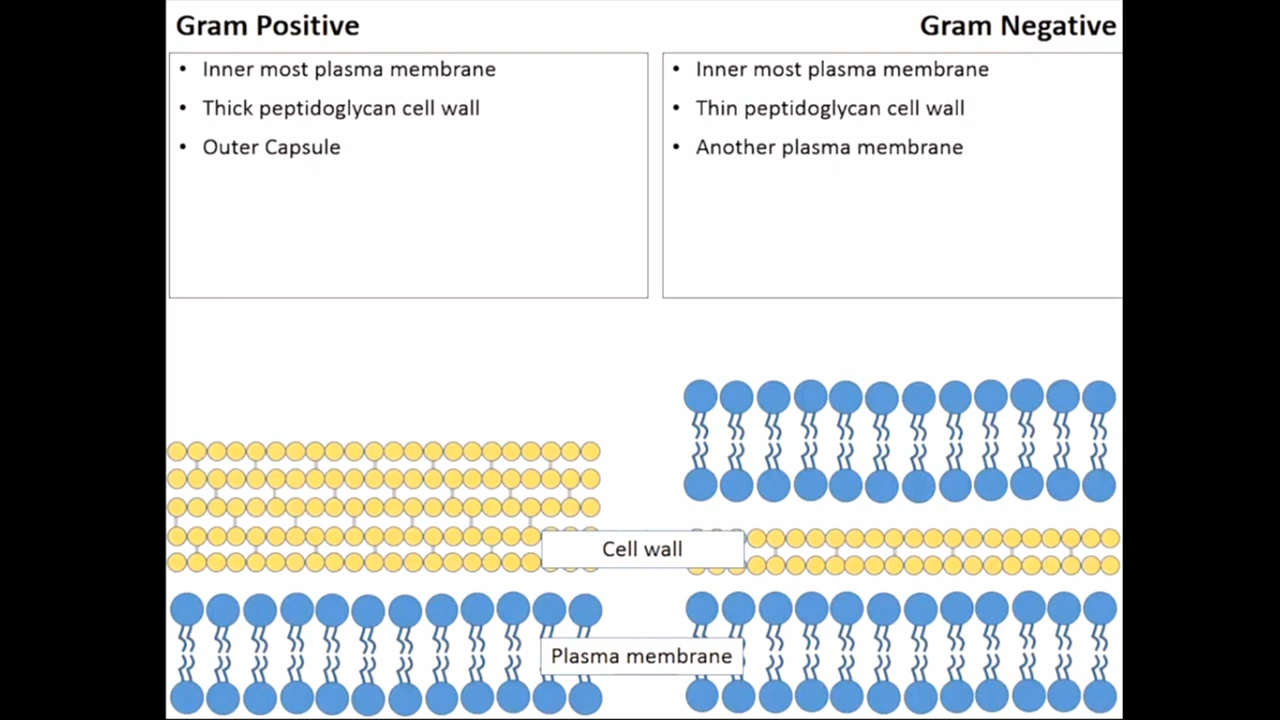 Gram Positive
• Inner most plasma membrane
• Thick peptidoglycan cell wall
• Outer Capsule
Gram Negative
• Inner most plasma membrane
• Thin peptidoglycan cell wall
• Another plasma membrane
Cell wall
Plasma membrane